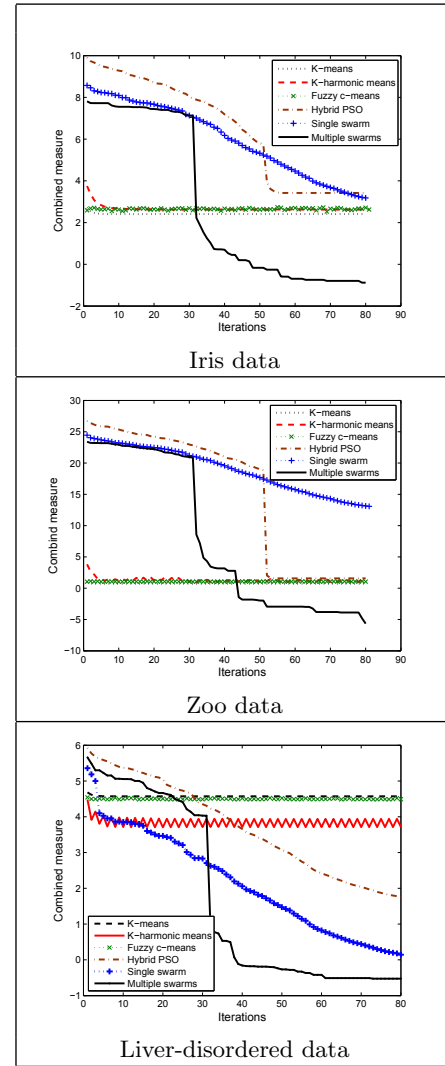 10
8
6
4
2
0
−2
0 10 20 30 40 50 60 70 80 90
Combined measure
Iterations
K−means
K−harmonic means
Fuzzy c−means
Hybrid PSO
Single swarm
Multiple swarms
Iris data
30
25
20
15
10
5
0
−5
−10
0 10 20 30 40 50 60 70 80 90
Combind measure
Iterations
K−means
K−harmonic means
Fuzzy c−means
Hybrid PSO
Single swarm
Multiple swarms
Zoo data
6
5
4
3
2
1
0
−1
0 10 20 30 40 50 60 70 80
Combined measure
Iterations
K−means
K−harmonic means
Fuzzy c−means
Hybrid PSO
Single swarm
Multiple swarms
Liver-disordered data